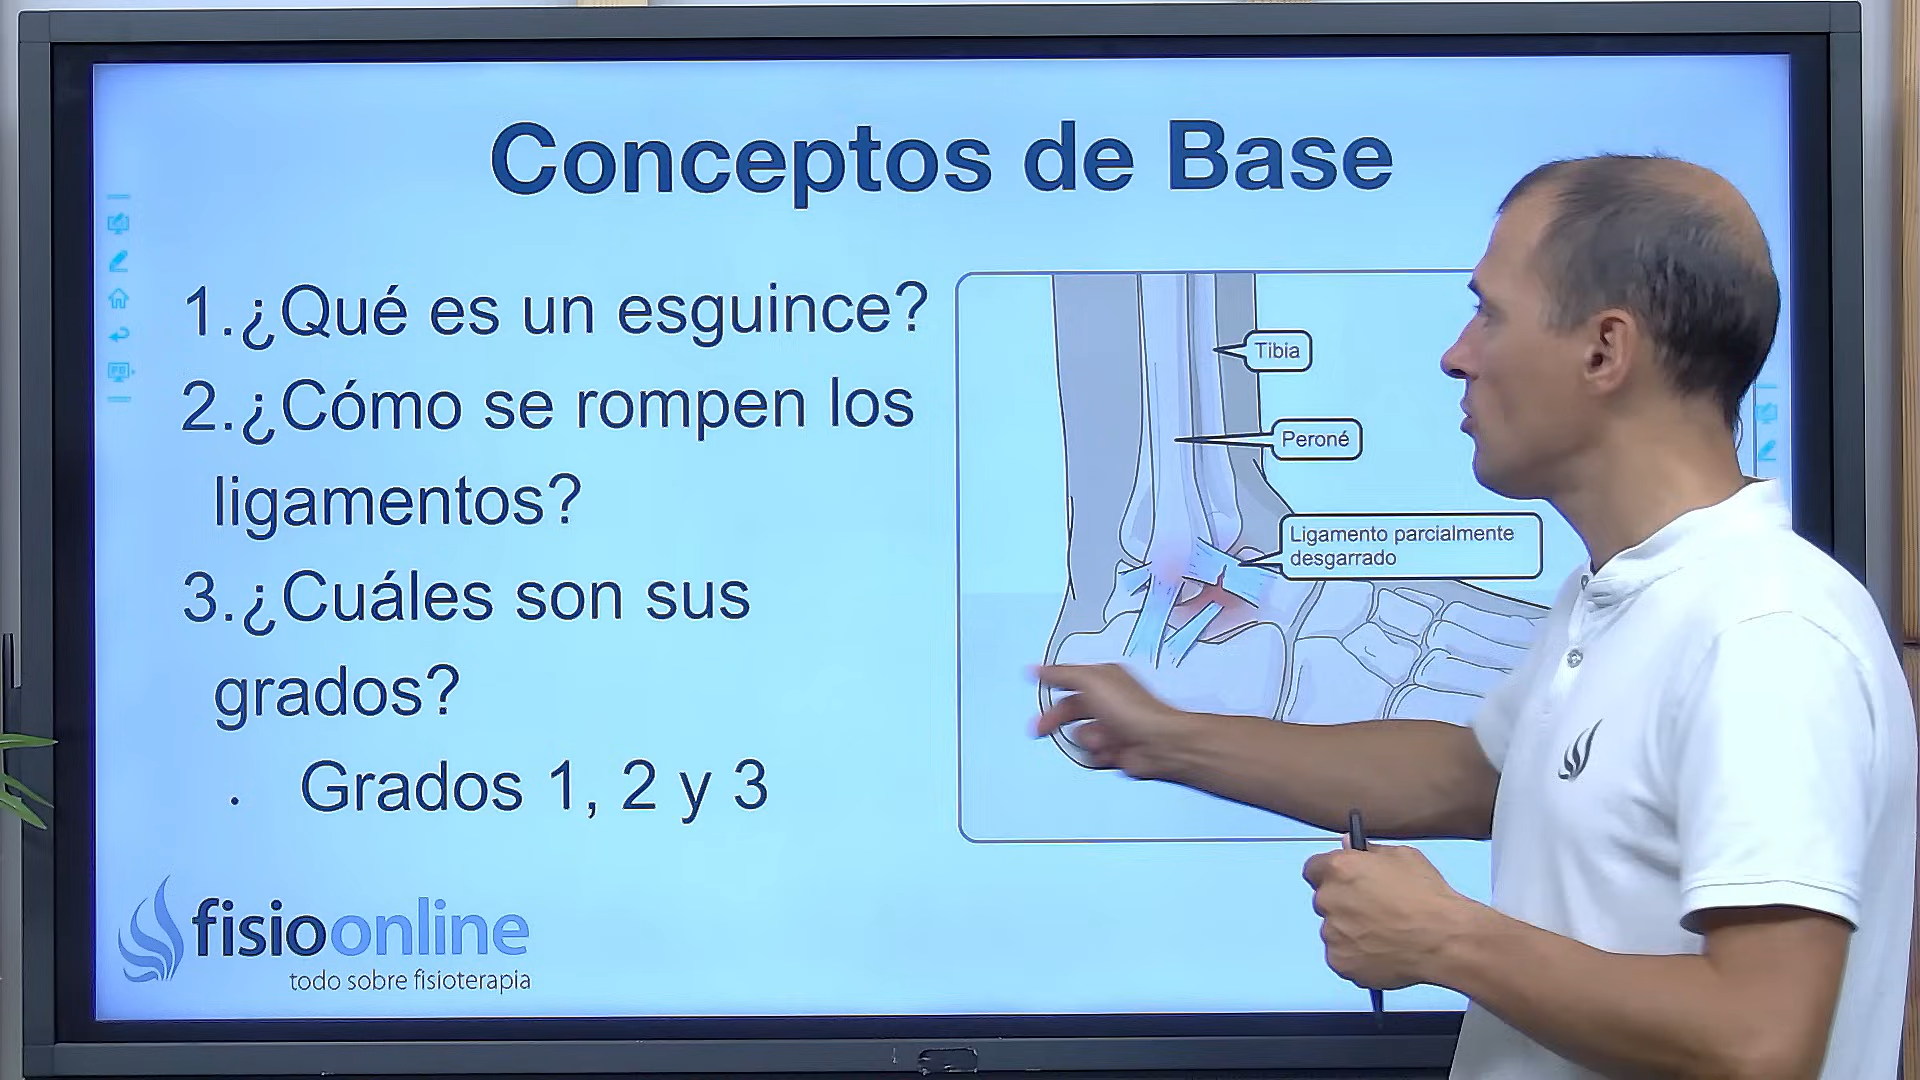 Conceptos de Base
1.¿Qué es un esguince?
2.¿Cómo se rompen los
ligamentos?
3.¿Cuáles son sus
grados?
. Grados 1, 2 y 3
Tibia
Peroné
Ligamento parcialmente
desgarrado
fisioonline
todo sobre fisioterapia